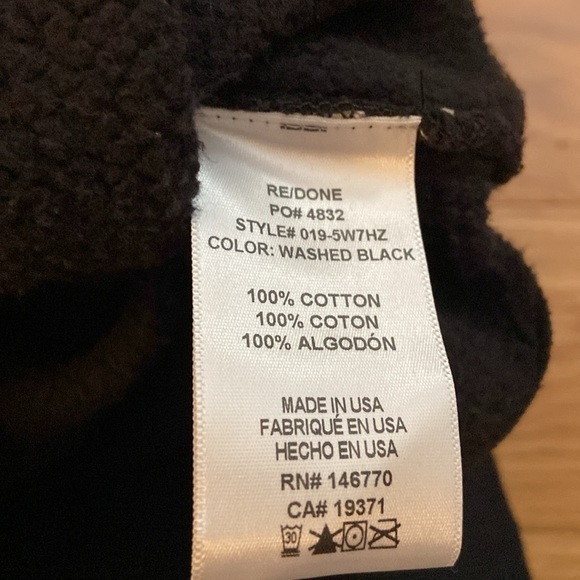 RE/DONE
PO# 4832
STYLE# 019-5W7HZ
COLOR: WASHED BLACK
100% COTTON
100% COTON
100% ALGODÓN
MADE IN USA
FABRIQUÉ EN USA
HECHO EN USA
RN# 146770
CA# 19371
30